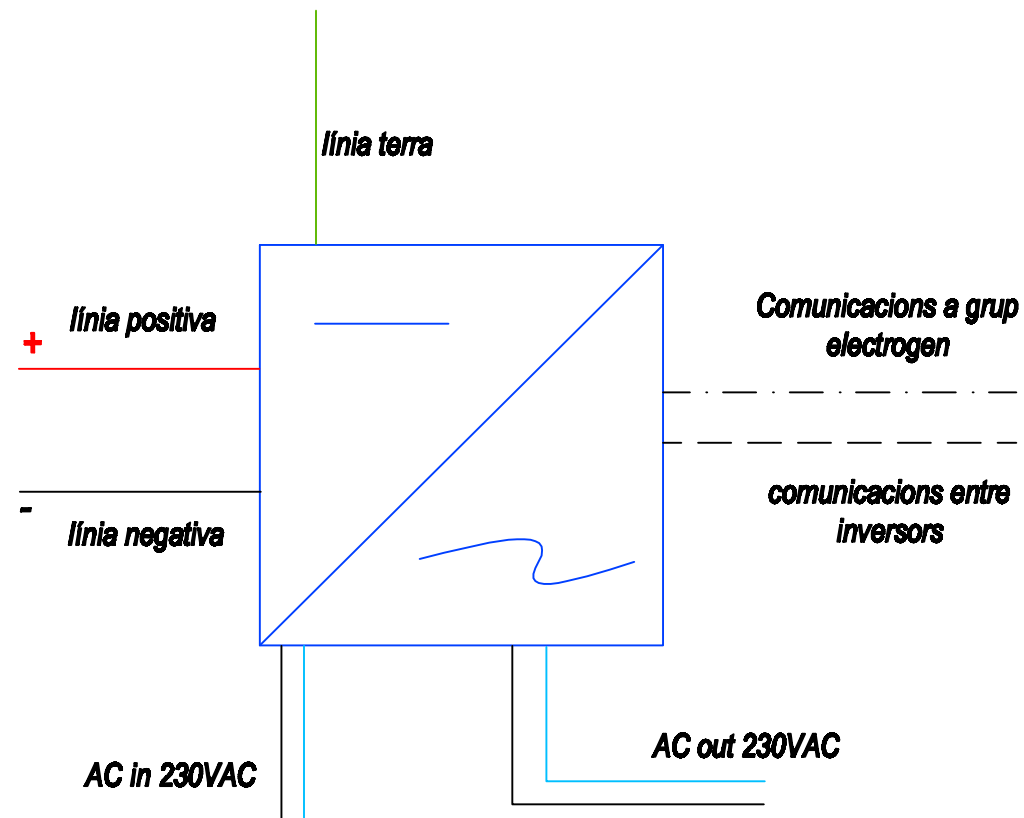 línia terra
línia positiva
+
Comunicacions a grup
electrogen
-
línia negativa
comunicacions entre
inversors
AC in 230VAC
AC out 230VAC